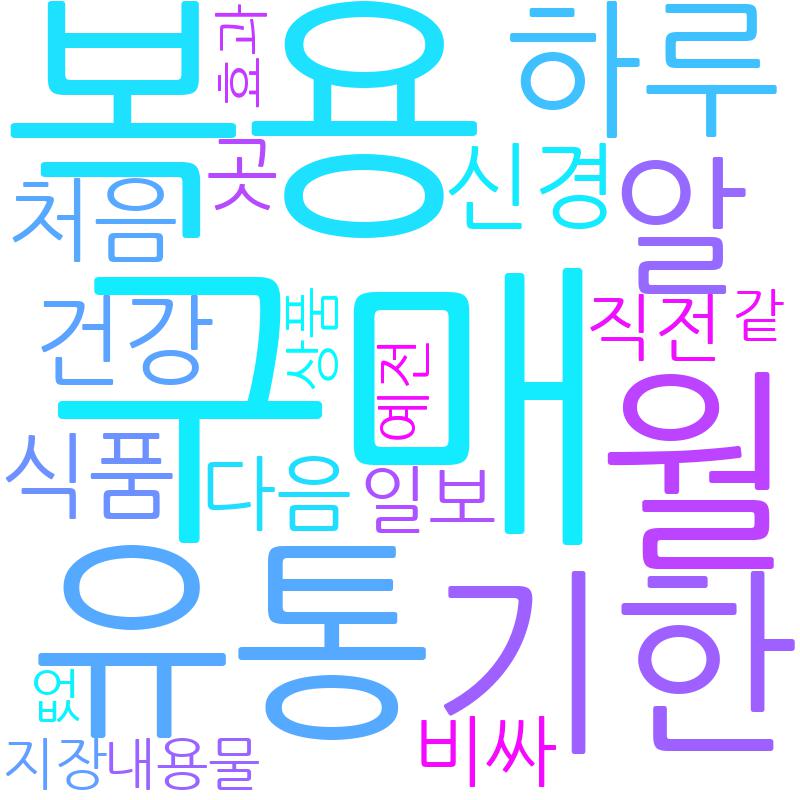 복용
효과
하루
곳
처음
신경
알
건강
구매
상품
예전
직전
같
월
식품
다음
일보
유통
기한
없
비싸
지장
내용물